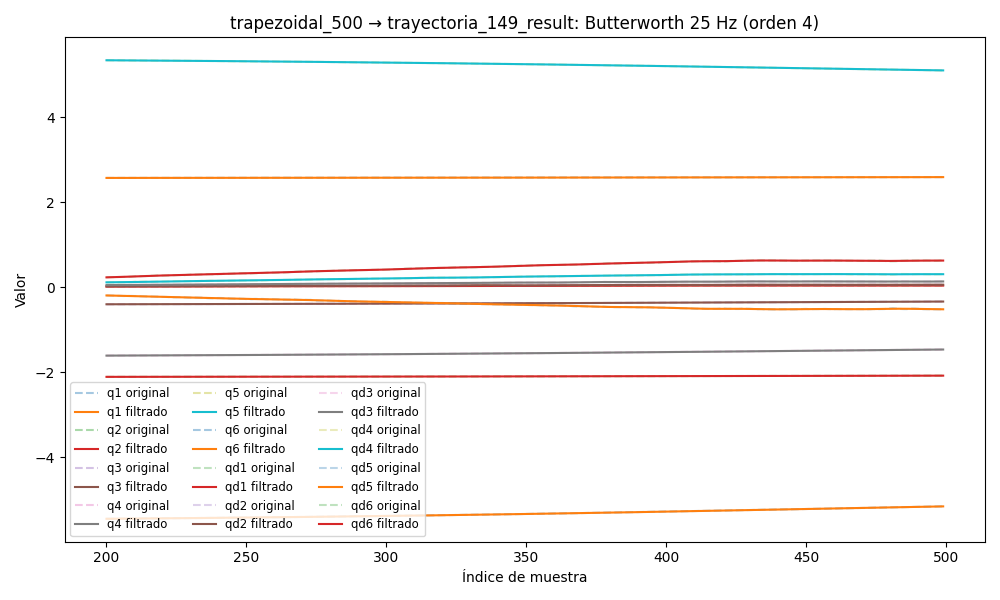 trapezoidal_500 → trayectoria_149_result: Butterworth 25 Hz (orden 4)
Valor
4
2
0
−2
−4
q1 original
q1 filtrado
q2 original
q2 filtrado
q3 original
q3 filtrado
q4 original
q4 filtrado
q5 original
q5 filtrado
q6 original
q6 filtrado
qd1 original
qd1 filtrado
qd2 original
qd2 filtrado
qd3 original
qd3 filtrado
qd4 original
qd4 filtrado
qd5 original
qd5 filtrado
qd6 original
qd6 filtrado
200 250 300 350 400 450 500
Índice de muestra